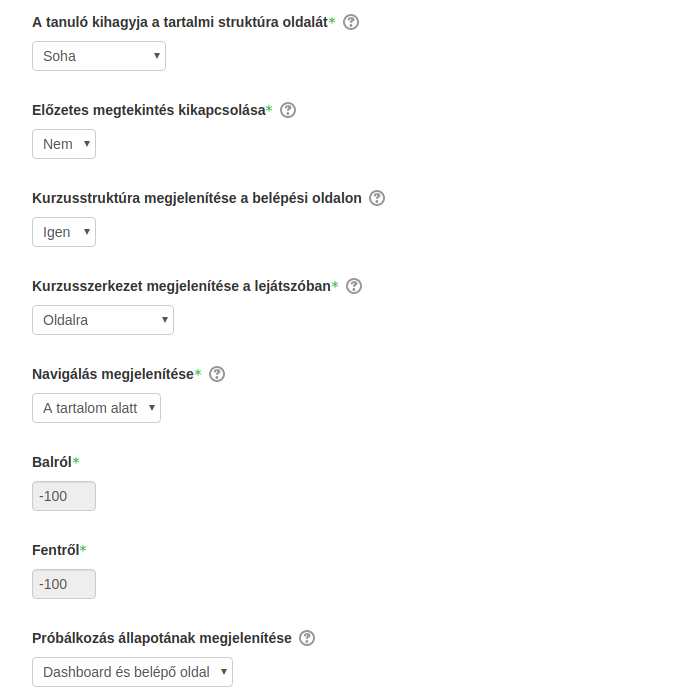 A tanuló kihagyja a tartalmi struktúra oldalát*
Soha
Előzetes megtekintés kikapcsolása*
Nem
Kurzusstruktúra megjelenítése a belépési oldalon
Igen
Kurzusszerkezet megjelenítése a lejátszóban*
Oldalra
Navigálás megjelenítése*
A tartalom alatt
Balról*
-100
Fentről*
-100
Próbálkozás állapotának megjelenítése
Dashboard és belépő oldal